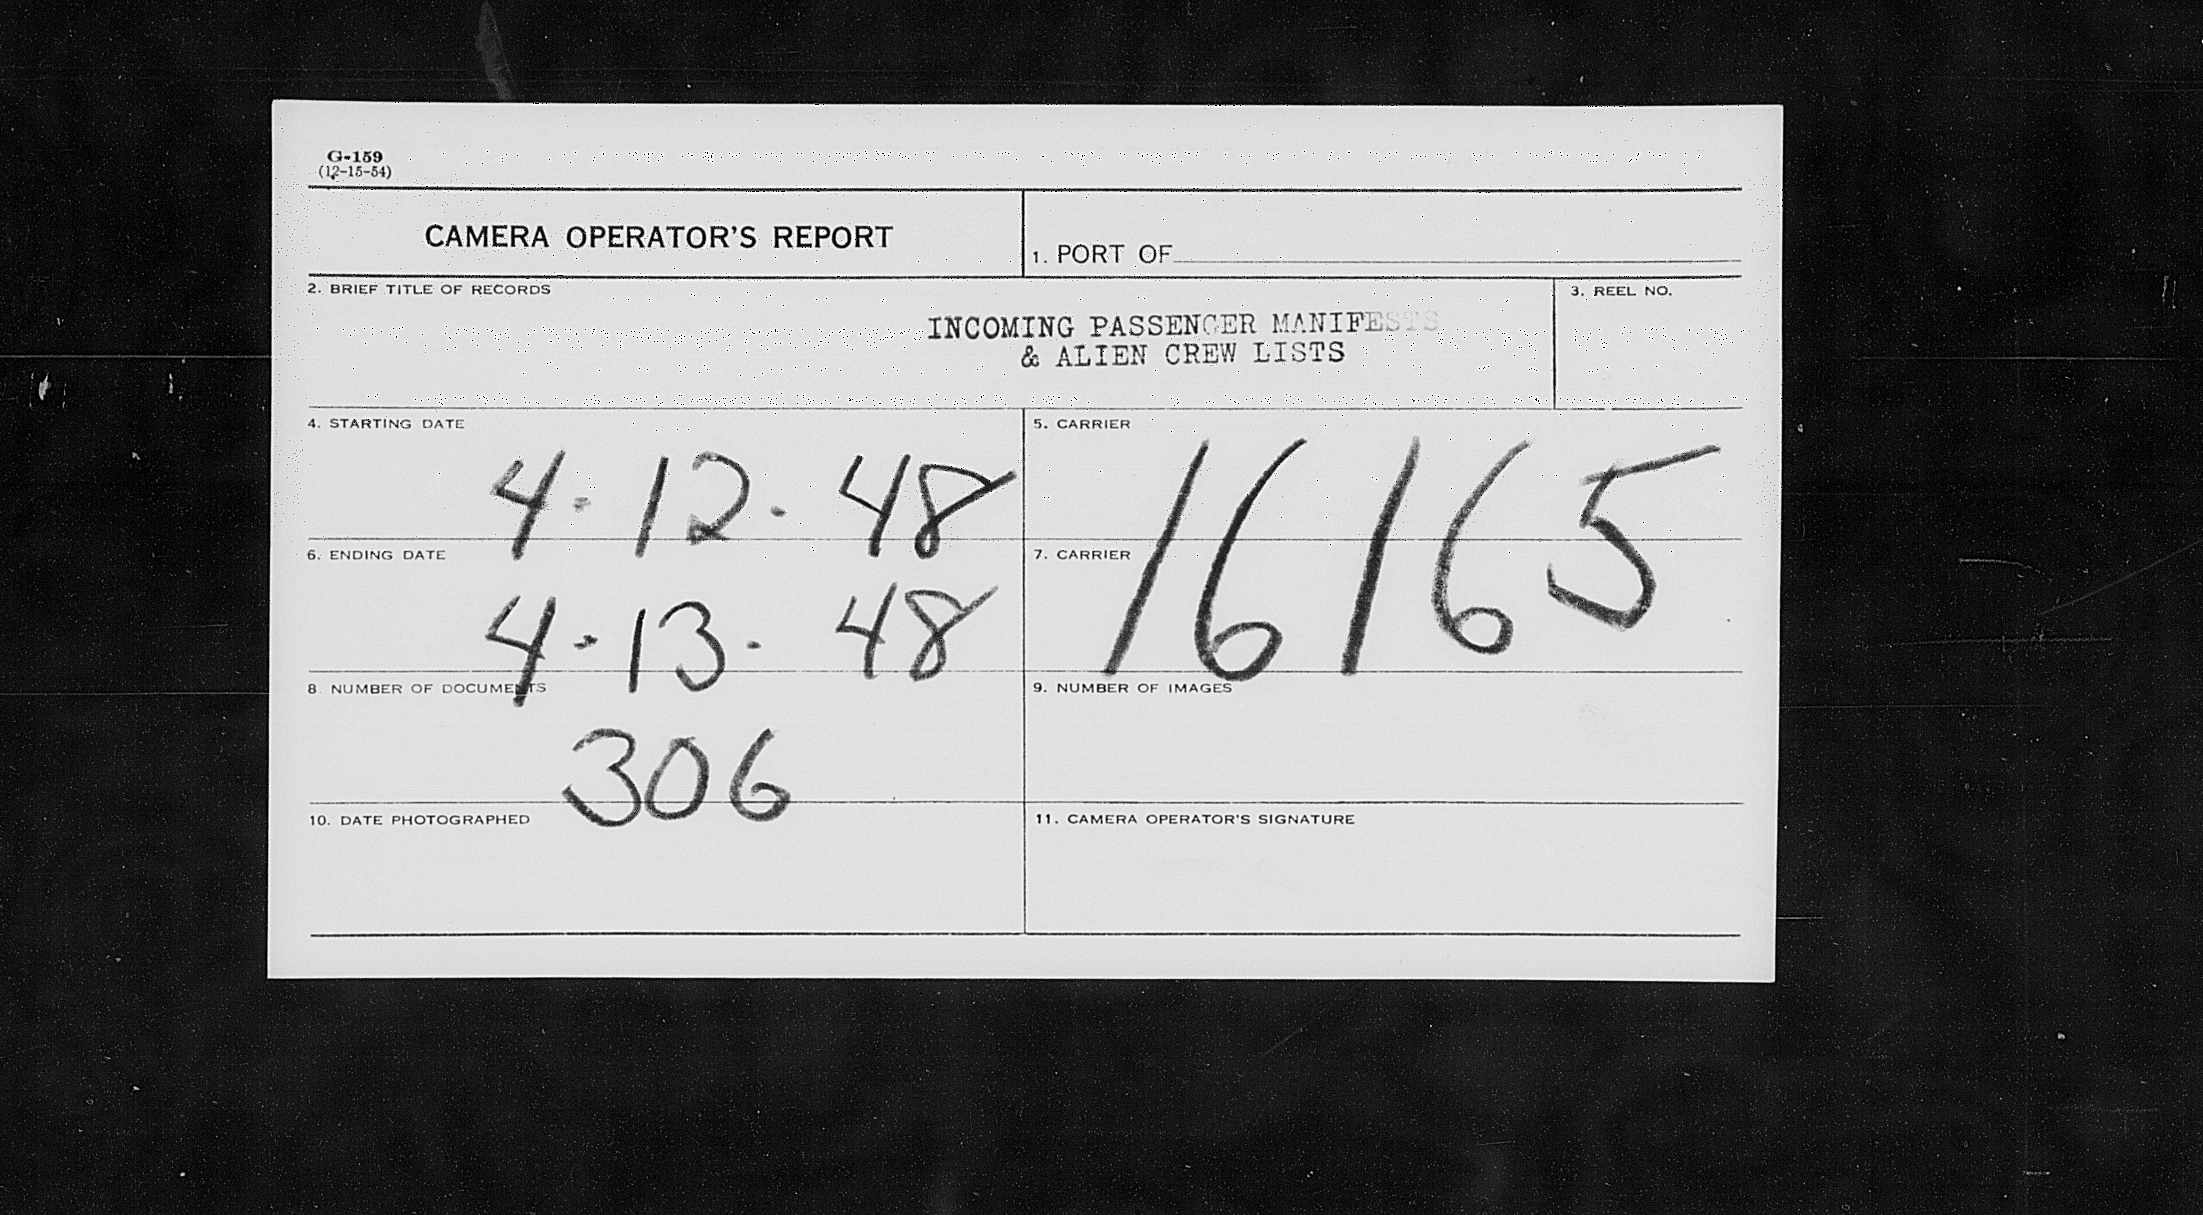 G-159
(12-15-54)
CAMERA OPERATOR'S REPORT
1. PORT OF
2. BRIEF TITLE OF RECORDS
INCOMING PASSENGER MANIFESTS
& ALIEN CREW LISTS
3. REEL NO.
4. STARTING DATE
4-12-48
5. CARRIER
16165
6. ENDING DATE
4-13-48
7. CARRIER
8. NUMBER OF DOCUMENTS
306
9. NUMBER OF IMAGES
10. DATE PHOTOGRAPHED
11. CAMERA OPERATOR'S SIGNATURE